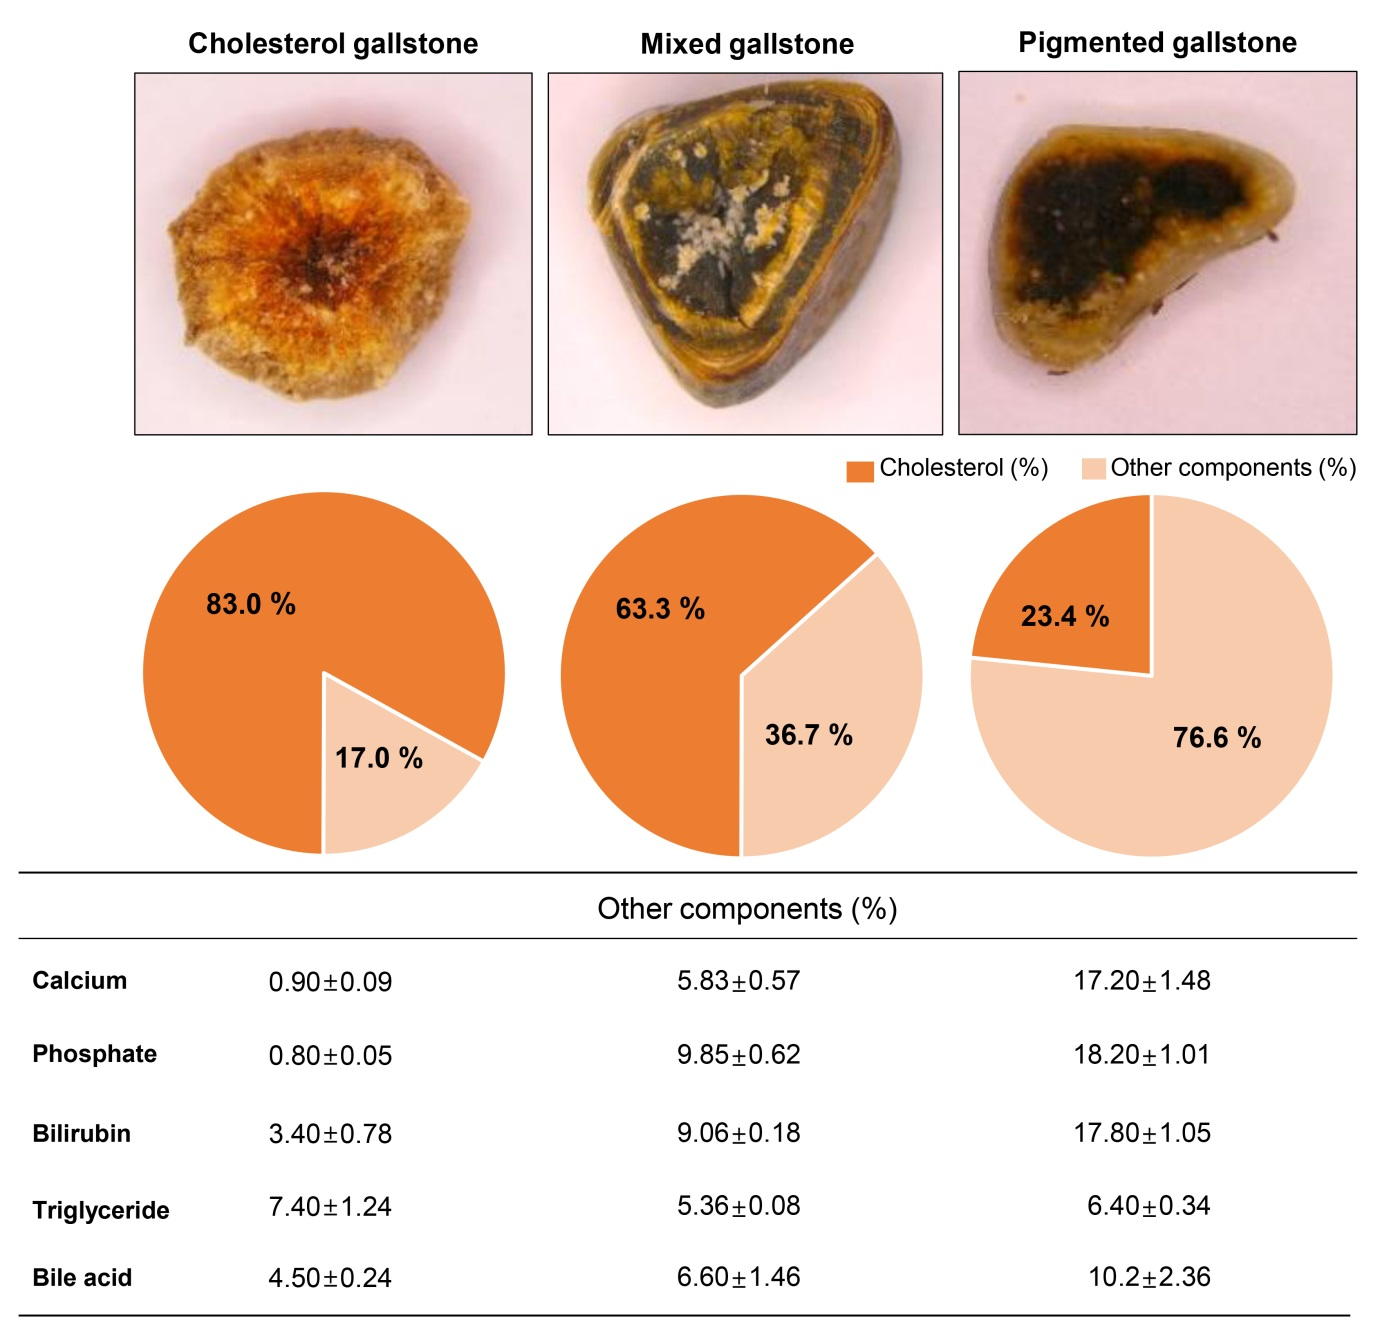 Cholesterol gallstone Mixed gallstone Pigmented gallstone
Cholesterol (%) Other components (%)
83.0 % 63.3 % 23.4 %
17.0 % 36.7 % 76.6 %
Other components (%)
Calcium 0.90±0.09 5.83±0.57 17.20±1.48
Phosphate 0.80±0.05 9.85±0.62 18.20±1.01
Bilirubin 3.40±0.78 9.06±0.18 17.80±1.05
Triglyceride 7.40±1.24 5.36±0.08 6.40±0.34
Bile acid 4.50±0.24 6.60±1.46 10.2±2.36